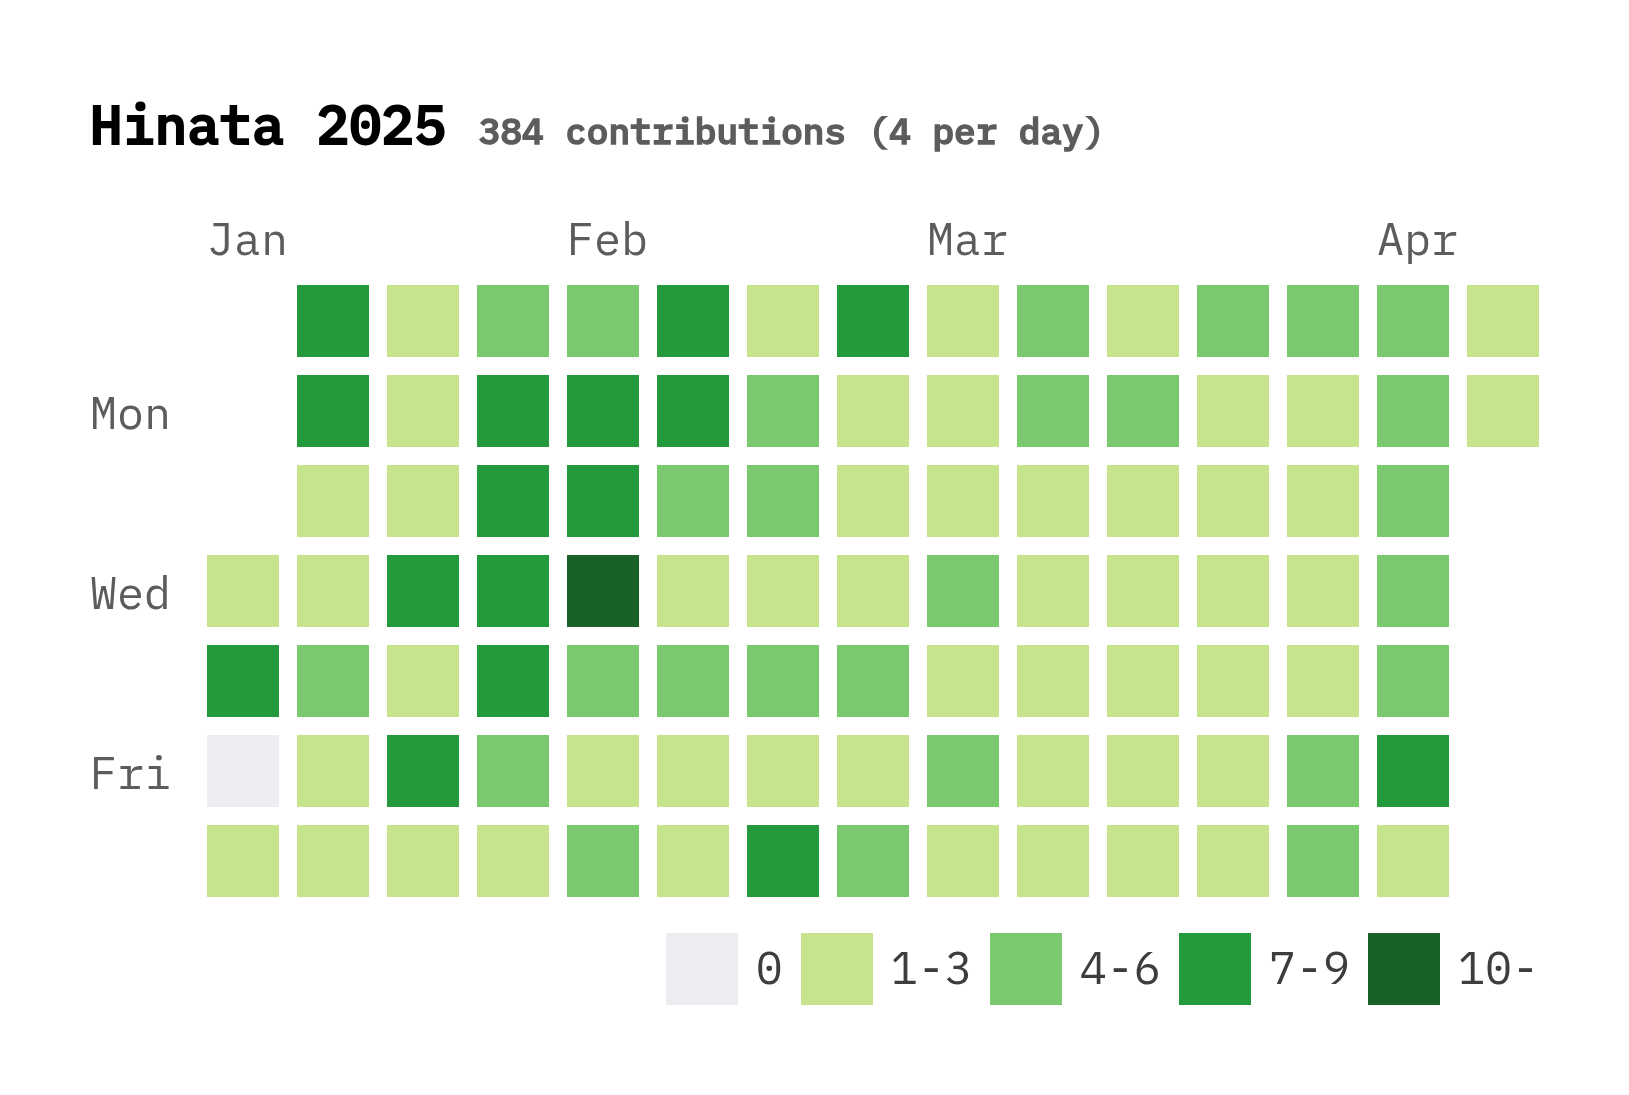 Hinata 2025 384 contributions (4 per day)
Jan Feb Mar Apr
Mon
Wed
Fri
0 1-3 4-6 7-9 10-